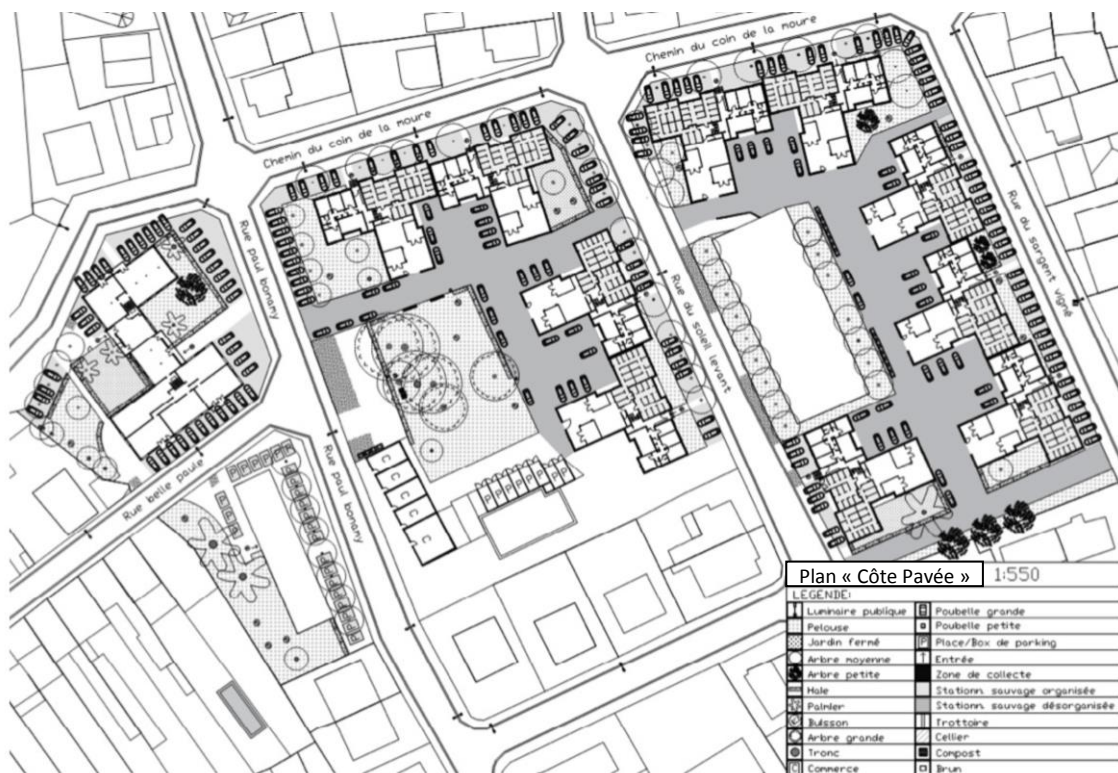 Chemin du coin de la moure
Chemin du coin de la moure
Rue paul bonany
Rue du soleil levant
Rue du sargent vigné
Rue belle paule
Rue paul bonany
C
C
C
C
P P P P P P P
Plan « Côte Pavée » 1:550
LEGENDE:
Luminaire publique Poubelle grande
Pelouse Poubelle petite
Jardin fermé P Place/Box de parking
Arbre moyenne Entrée
Arbre petite Zone de collecte
Haie Stationn. sauvage organisée
Palmier Stationn. sauvage désorganisée
Buisson Trottoire
Arbre grande Cellier
Tronc Compost
C Commerce Brun